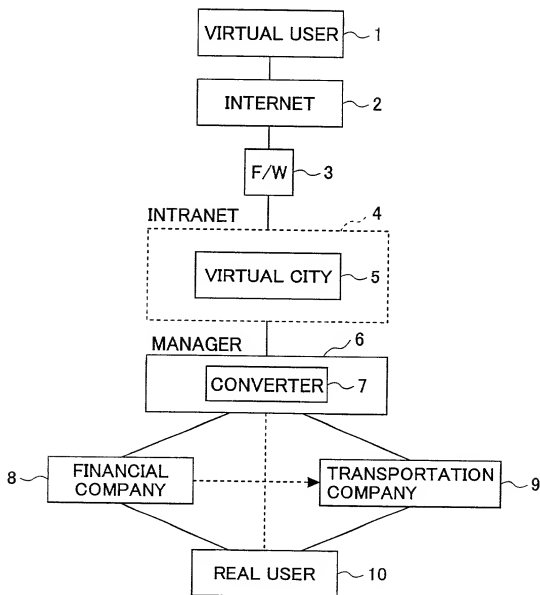 VIRTUAL USER 1
INTERNET 2
F/W 3
INTRANET 4
VIRTUAL CITY 5
MANAGER 6
CONVERTER 7
8 FINANCIAL
COMPANY
TRANSPORTATION
COMPANY 9
REAL USER 10